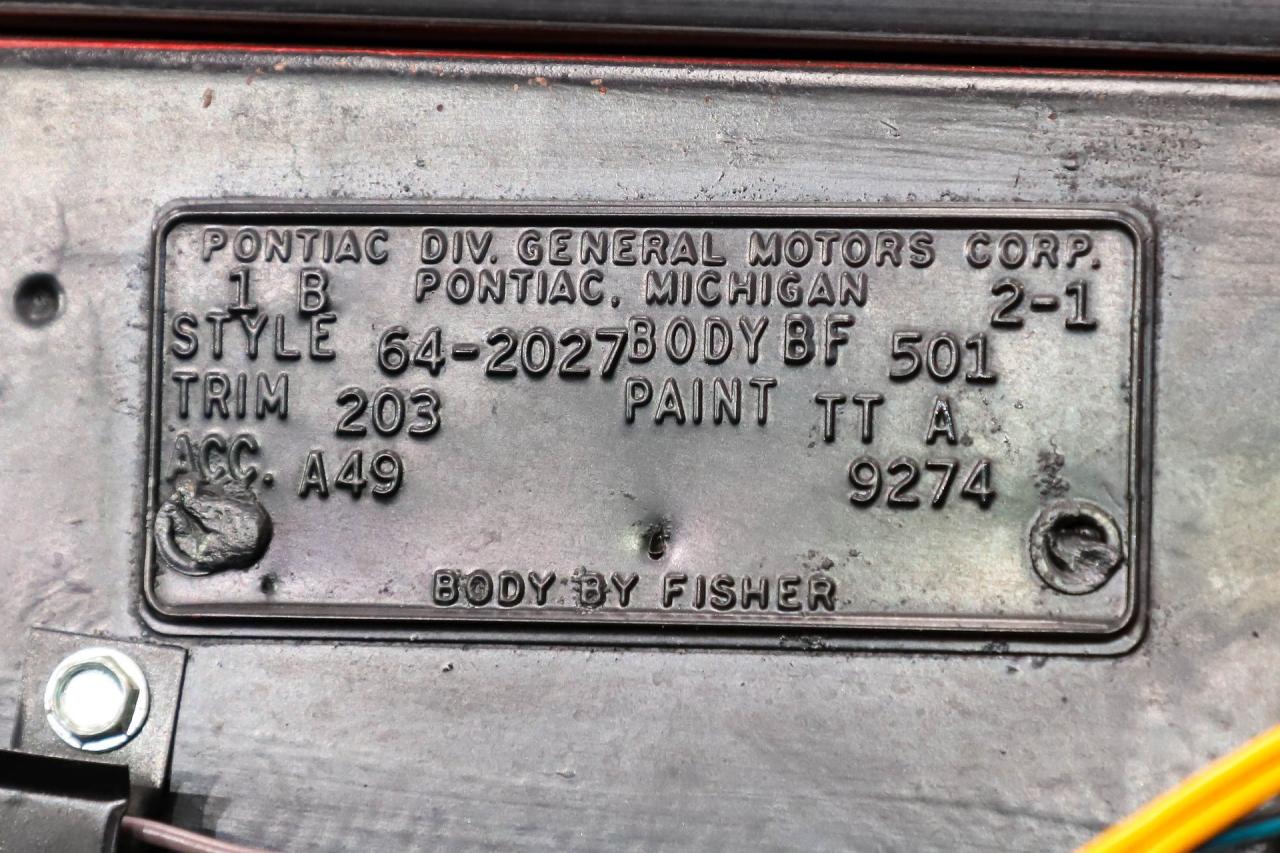 PONTIAC DIV. GENERAL MOTORS CORP.
1 B PONTIAC, MICHIGAN 2-1
STYLE 64-2027 BODY BF 501
TRIM 203 PAINT TT A
ACC. A49 9274
BODY BY FISHER